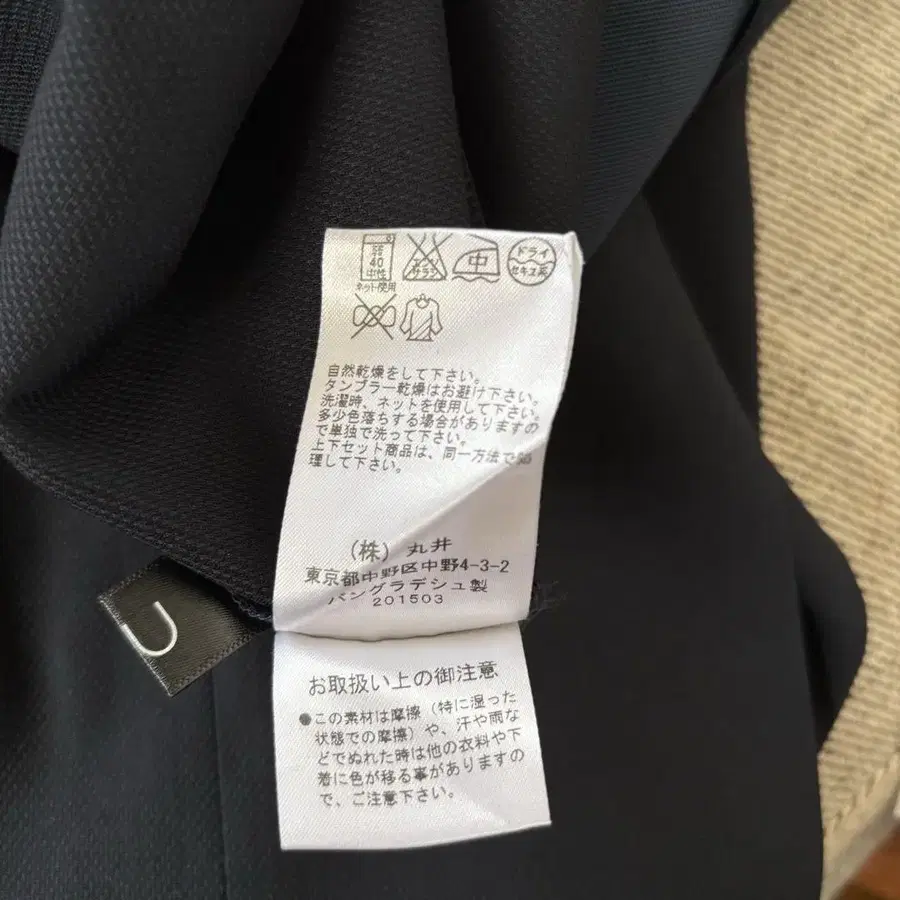 弱
40
中性
ネット使用
エンソ
サラシ
中
ドライ
セキユ系
自然乾燥をして下さい。
タンブラー乾燥はお避け下さい。
洗濯時、ネットを使用して下さい。
多少色落ちする場合がありますの
で単独で洗って下さい。
上下セット商品は、同一方法で処
理して下さい。
(株) 丸井
東京都中野区中野4-3-2
バングラデシュ製
201503
U
お取扱い上の御注意
●この素材は摩擦(特に湿った
状態での摩擦)や、汗や雨な
どでぬれた時は他の衣料や下
着に色が移る事がありますの
で、ご注意下さい。